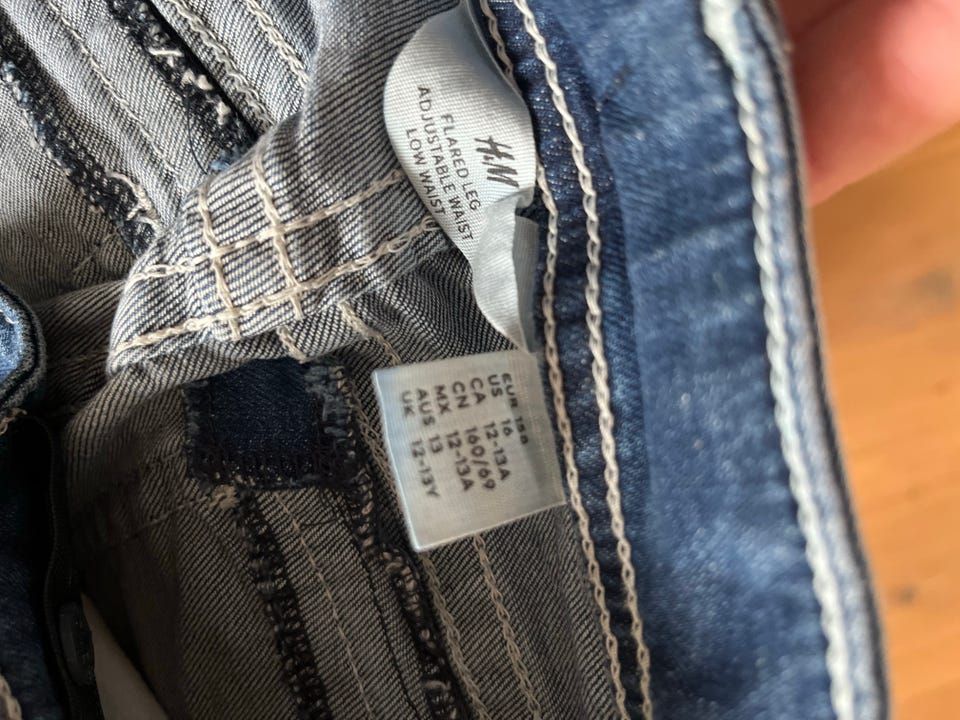 H&M
FLARED LEG
ADJUSTABLE WAIST
LOW WAIST
EUR 158
US 16
CA 12-13A
CN 160/69
MX 12-13A
AUS 13
UK 12-13Y